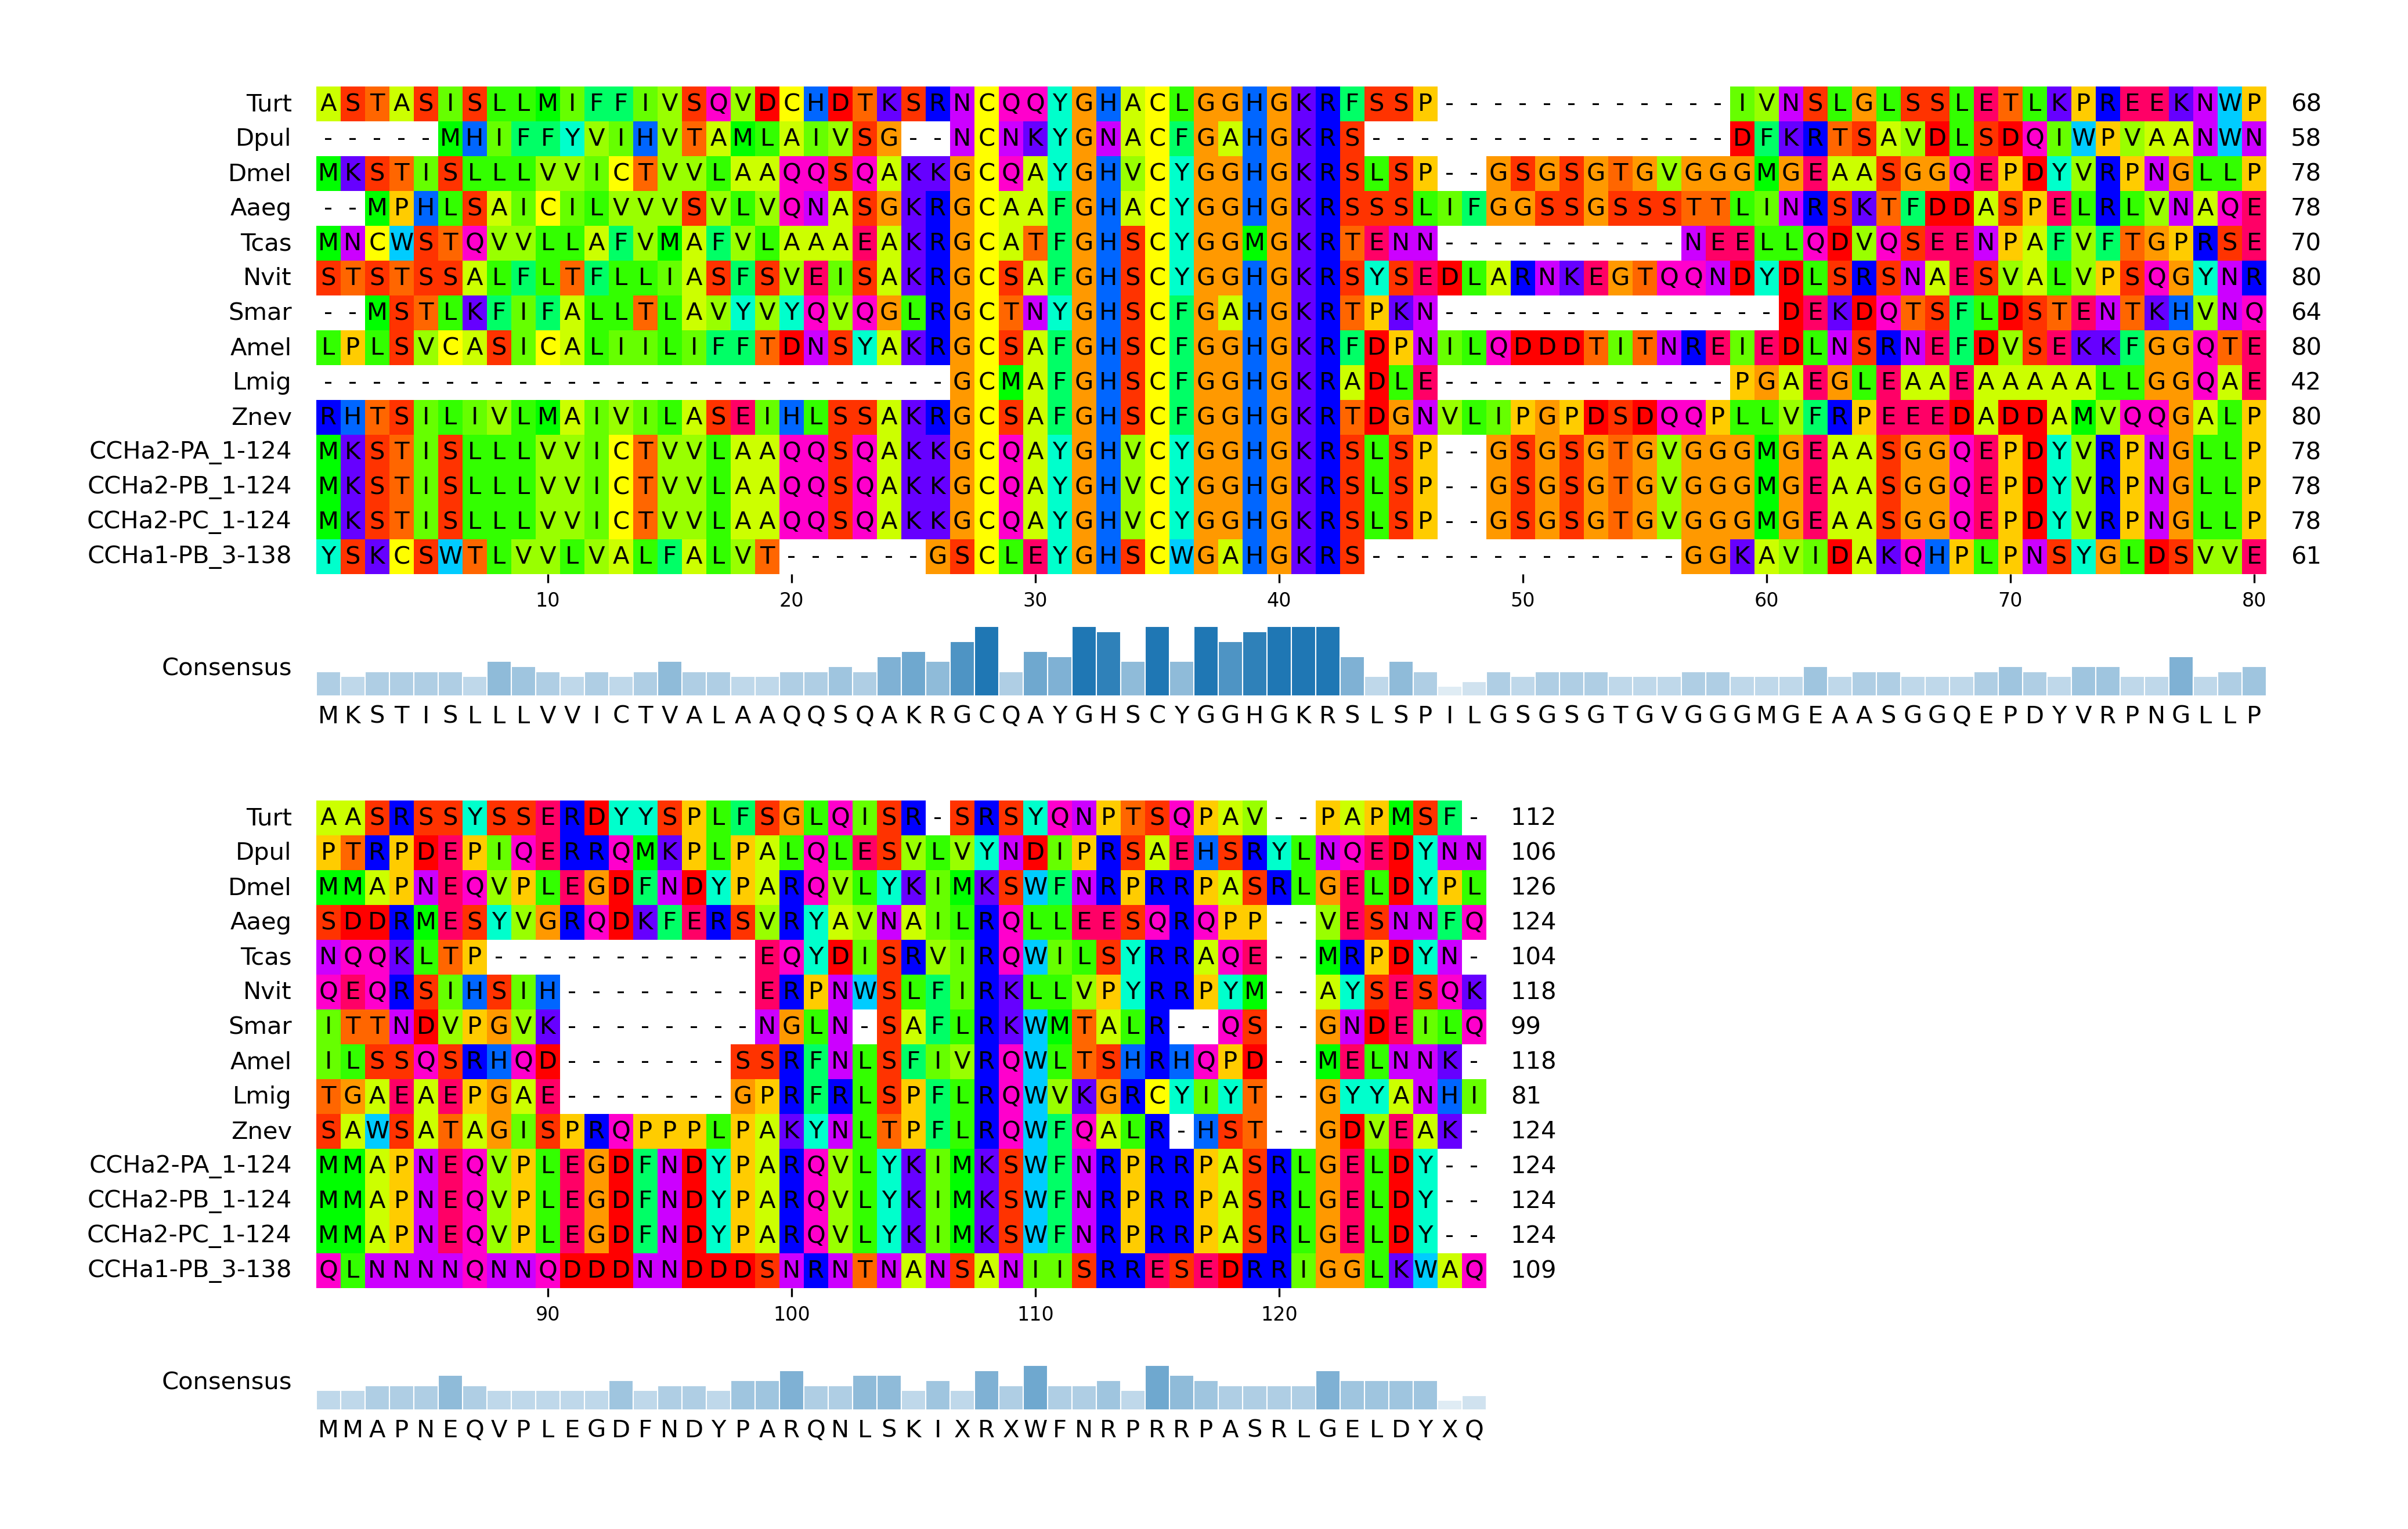 Turt ASTASISLLMIFFIVSQVDCHDTKSRNCQQYGHACLGGHGKRFSSP------------IVNSLGLSSLETLKPREEKNWP 68
Dpul -----MHIFFYVIHVTAMLAIVSG--NCNKYGNACFGAHGKRS---------------DFKRTSAVDLSDQIWPVAANWN 58
Dmel MKSTISLLLVVICTVVLAAQQSQAKKGCQAYGHVCYGGHGKRSLSP--GSGSGTGVGGGMGEAASGGQEPDYVRPNGLLP 78
Aaeg --MPHLSAICILVVVSVLVQNASGKRGCAAFGHACYGGHGKRSSSLIFGGSSGSSSTTLINRSKTFDDASPELRLVNAQE 78
Tcas MNCWSTQVVLLAFVMAFVLAAAEAKRGCATFGHSCYGGMGKRTENN----------NEELLQDVQSEENPAFVFTGPRSE 70
Nvit STSTSSALFLTFLLIASFSVEISAKRGCSAFGHSCYGGHGKRSYSEDLARNKEGTQQNDYDLSRSNAESVALVPSQGYNR 80
Smar --MSTLKFIFALLTLAVYVYQVQGLRGCTNYGHSCFGAHGKRTPKN--------------DEKDQTSFLDSTENTKHVNQ 64
Amel LPLSVCASICALIILIFFTDNSYAKRGCSAFGHSCFGGHGKRFDPNILQDDDTITNREIEDLNSRNEFDVSEKKFGGQTE 80
Lmig --------------------------GCMAFGHSCFGGHGKRADLE------------PGAEGLEAAEAAAAALLGGQAE 42
Znev RHTSILIVLMAIVILASEIHLSSAKRGCSAFGHSCFGGHGKRTDGNVLIPGPDSDQQPLLVFRPEEEDADDAMVQQGALP 80
CCHa2-PA_1-124 MKSTISLLLVVICTVVLAAQQSQAKKGCQAYGHVCYGGHGKRSLSP--GSGSGTGVGGGMGEAASGGQEPDYVRPNGLLP 78
CCHa2-PB_1-124 MKSTISLLLVVICTVVLAAQQSQAKKGCQAYGHVCYGGHGKRSLSP--GSGSGTGVGGGMGEAASGGQEPDYVRPNGLLP 78
CCHa2-PC_1-124 MKSTISLLLVVICTVVLAAQQSQAKKGCQAYGHVCYGGHGKRSLSP--GSGSGTGVGGGMGEAASGGQEPDYVRPNGLLP 78
CCHa1-PB_3-138 YSKCSWTLVVLVALFALVT------GSCLEYGHSCWGAHGKRS-------------GGKAVIDAKQHPLPNSYGLDSVVE 61
10 20 30 40 50 60 70 80
Consensus
MKSTISLLLVVICTVALAAQQSQAKRGCQAYGHSCYGGHGKRSLSPILGSGSGTGVGGGMGEAASGGQEPDYVRPNGLLP
Turt AASRSSYSSERDYYSPLFSGLQISR-SRSYQNPTSQPAV--PAPMSF- 112
Dpul PTRPDEPIQERRQMKPLPALQLESVLVYNDIPRSAEHSRYLNQEDYNN 106
Dmel MMAPNEQVPLEGDFNDYPARQVLYKIMKSWFNRPRRPASRLGELDYPL 126
Aaeg SDDRMESYVGRQDKFERSVRYAVNAILRQLLEESQRQPP--VESNNFQ 124
Tcas NQQKLTP-----------EQYDISRVIRQWILSYRRAQE--MRPDYN- 104
Nvit QEQRSIHSIH--------ERPNWSLFIRKLLVPYRRPYM--AYSESQK 118
Smar ITTNDVPGVK--------NGLN-SAFLRKWMTALR--QS--GNDEILQ 99
Amel ILSSQSRHQD-------SSRFNLSFIVRQWLTSHRHQPD--MELNNK- 118
Lmig TGAEAEPGAE-------GPRFRLSPFLRQWVKGRCYIYT--GYYANHI 81
Znev SAWSATAGISPRQPPPLPAKYNLTPFLRQWFQALR-HST--GDVEAK- 124
CCHa2-PA_1-124 MMAPNEQVPLEGDFNDYPARQVLYKIMKSWFNRPRRPASRLGELDY-- 124
CCHa2-PB_1-124 MMAPNEQVPLEGDFNDYPARQVLYKIMKSWFNRPRRPASRLGELDY-- 124
CCHa2-PC_1-124 MMAPNEQVPLEGDFNDYPARQVLYKIMKSWFNRPRRPASRLGELDY-- 124
CCHa1-PB_3-138 QLNNNNQNNQDDDNNDDDSNRNTNANSANIISRRESEDRRIGGLKWAQ 109
90 100 110 120
Consensus
MMAPNEQVPLEGDFNDYPARQNLSKIXRXWFNRPRRPASRLGELDYXQ